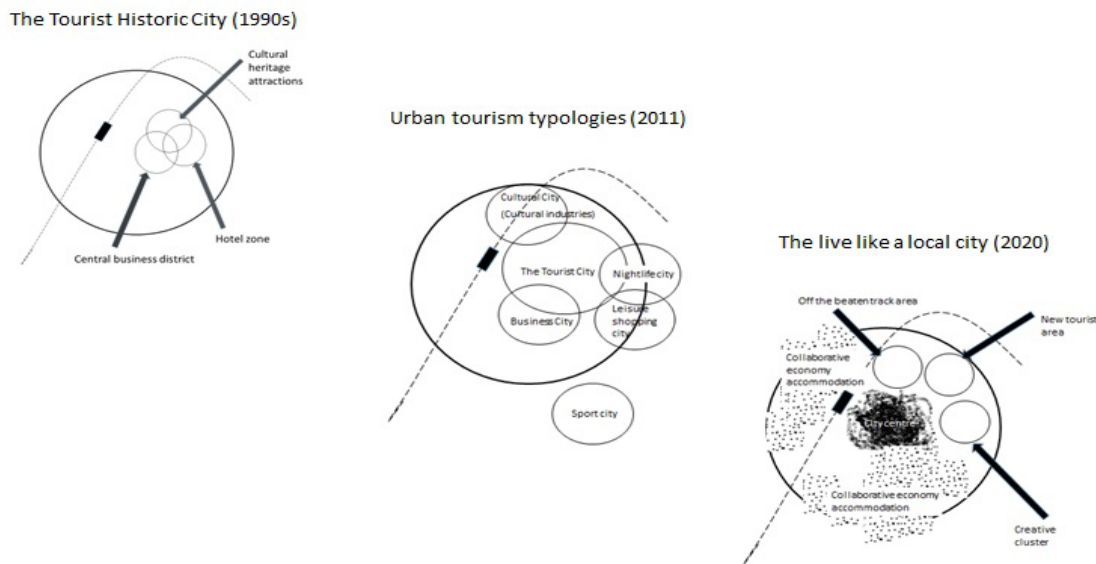 The Tourist Historic City (1990s)
Cultural
heritage
attractions
Hotel zone
Central business district
Urban tourism typologies (2011)
Cultural City
(Cultural industries)
The Tourist City
Nightlife city
Business City
Leisure
shopping
city
Sport city
The live like a local city (2020)
Off the beaten track area
New tourist
area
Collaborative
economy
accommodation
City centre
Collaborative economy
accommodation
Creative
cluster